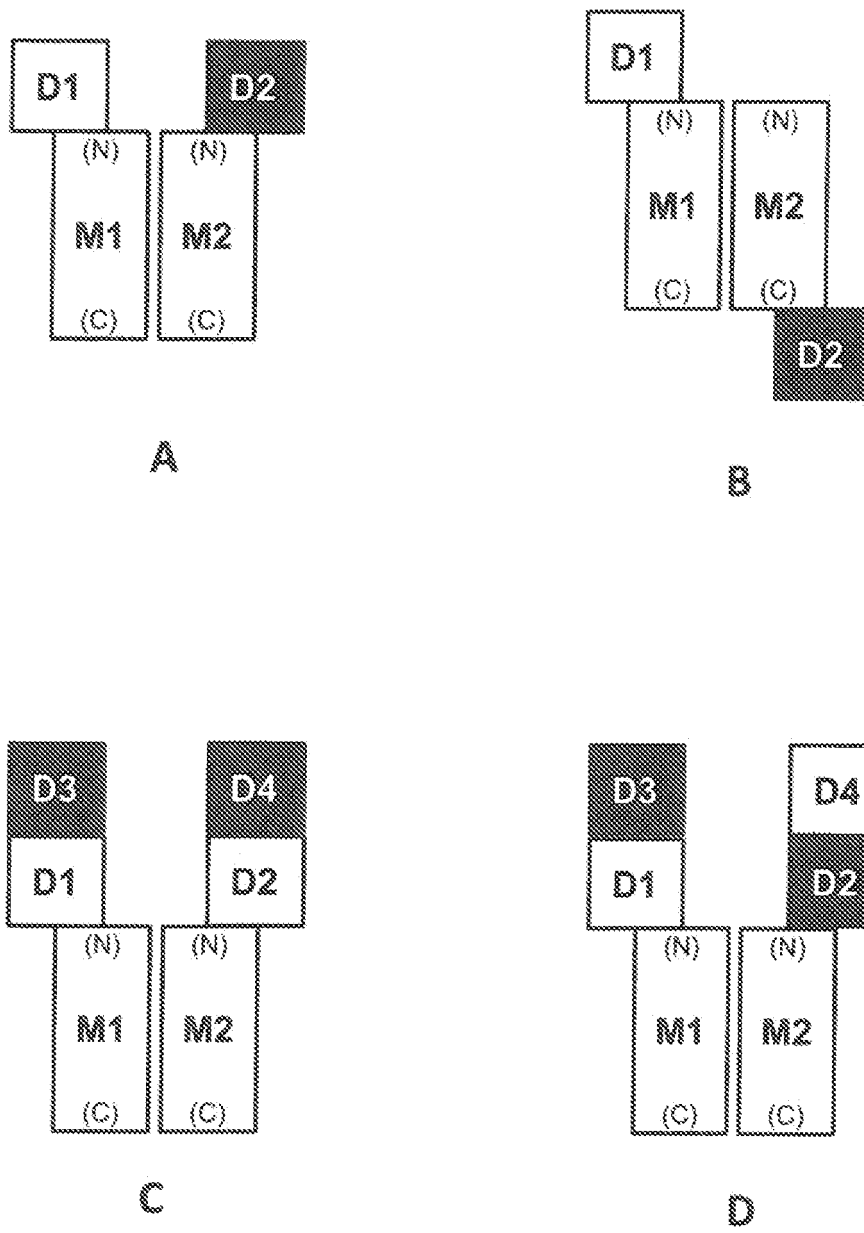 D1 D2
(N) (N)
M1 M2
(C) (C)
A
D1
(N) (N)
M1 M2
(C) (C)
D2
B
D3 D4
D1 D2
(N) (N)
M1 M2
(C) (C)
C
D3 D4
D1 D2
(N) (N)
M1 M2
(C) (C)
D